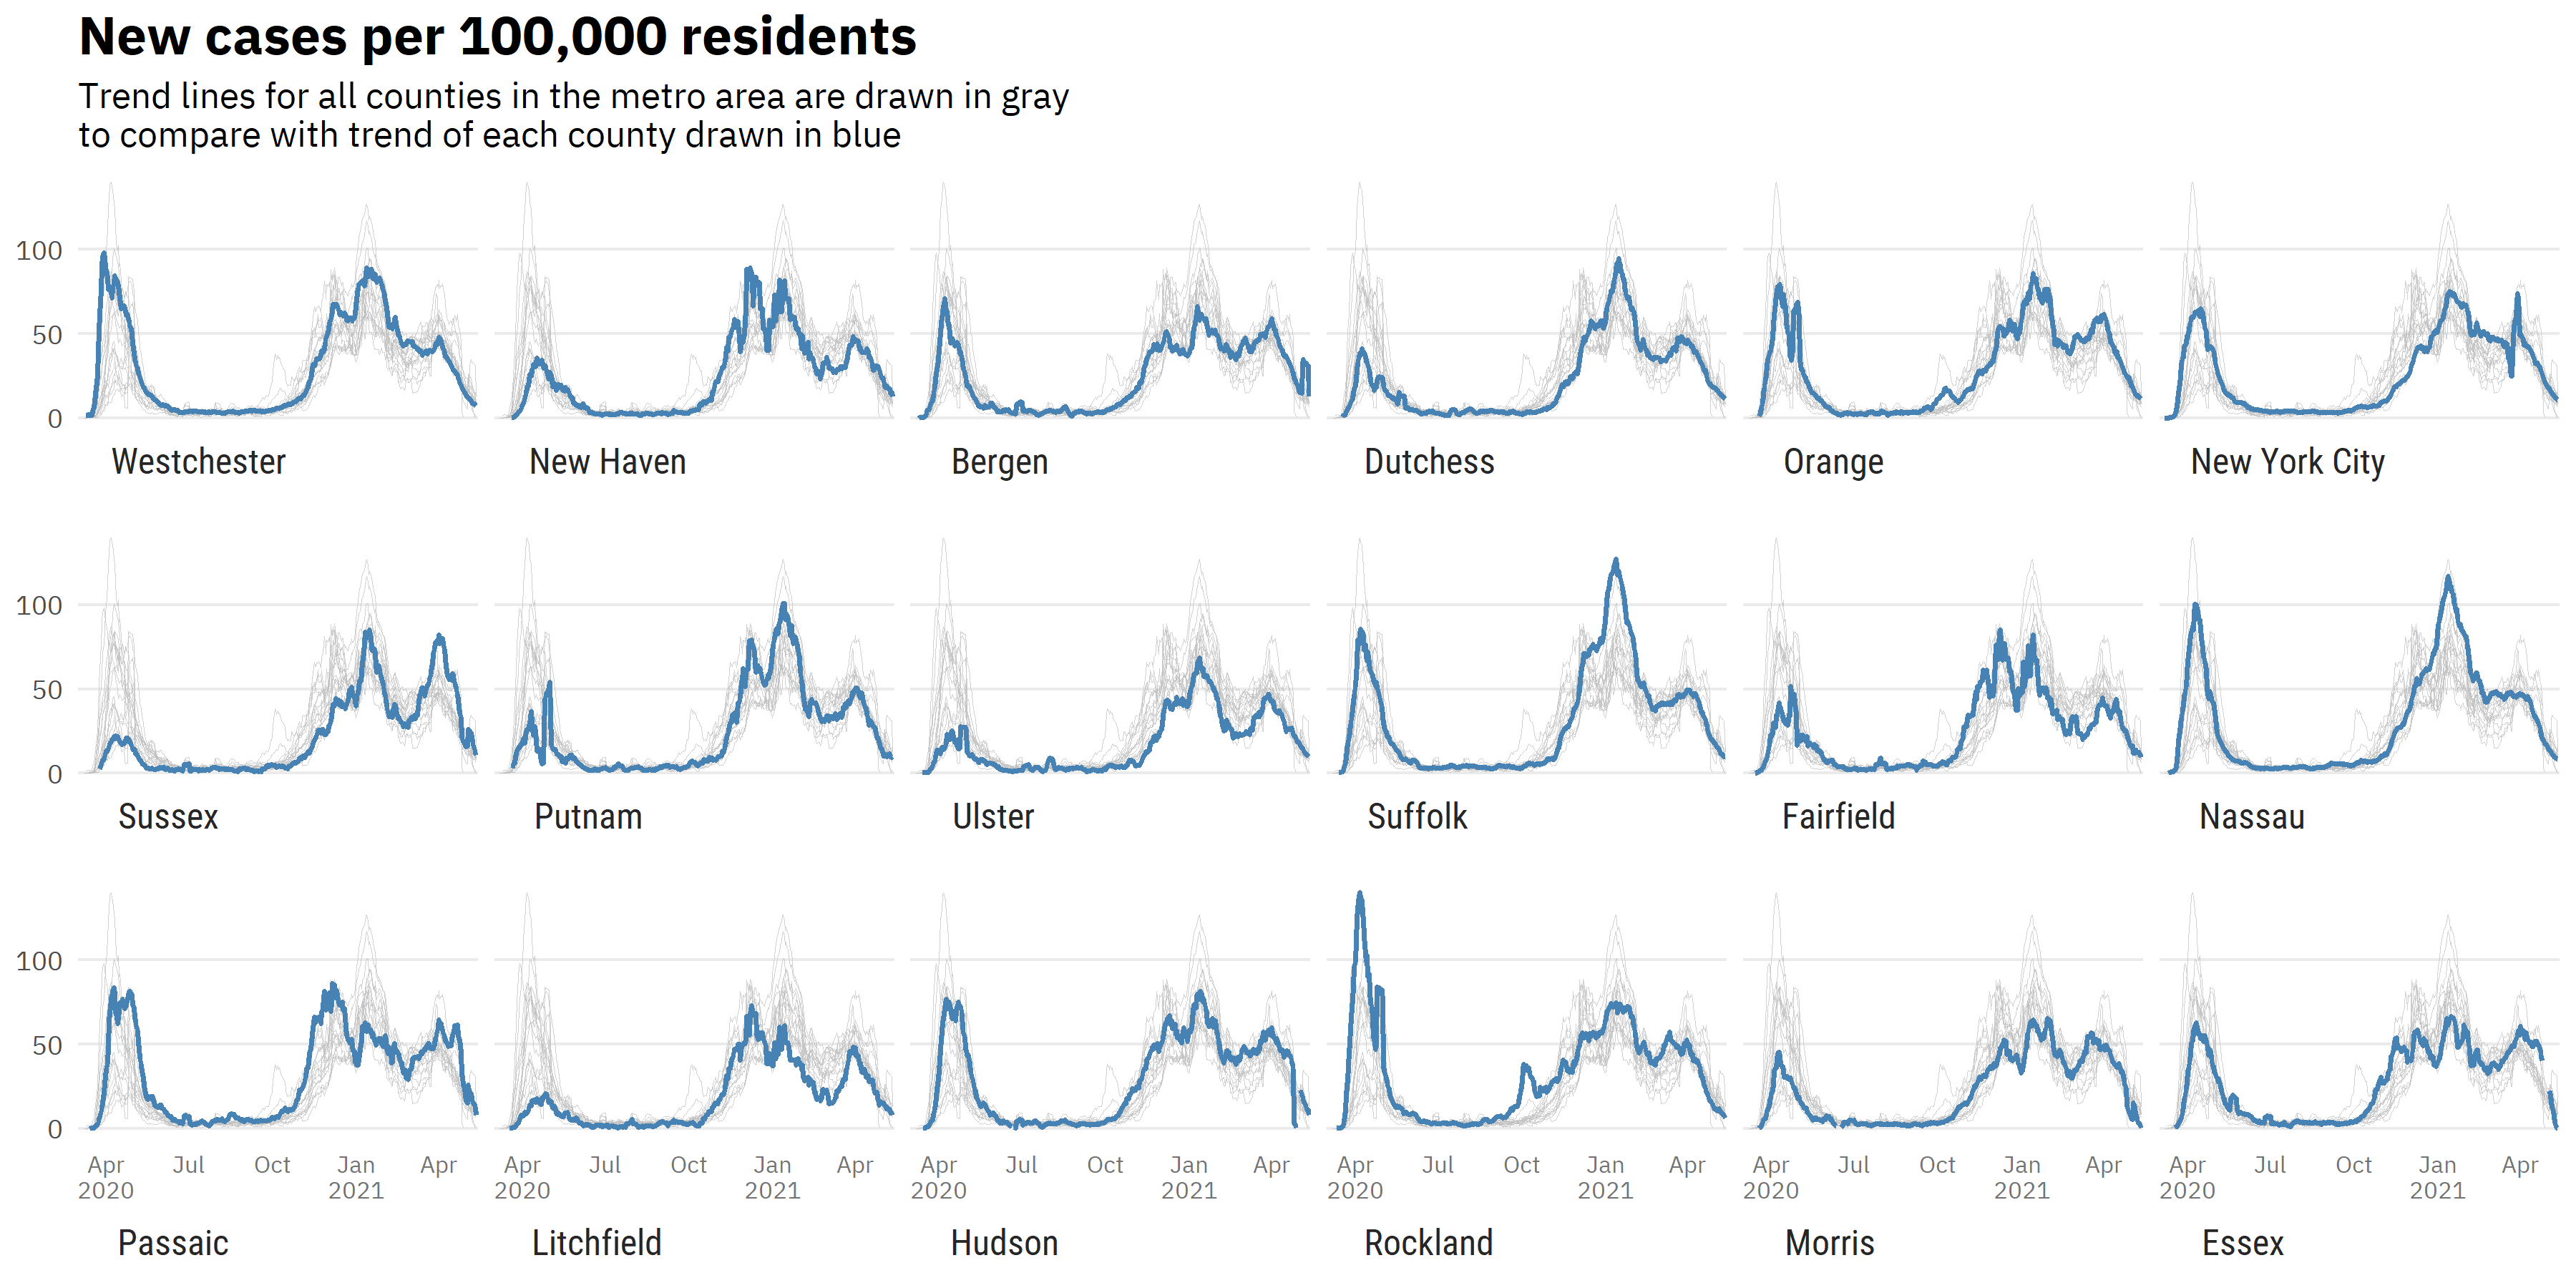 New cases per 100,000 residents
Trend lines for all counties in the metro area are drawn in gray
to compare with trend of each county drawn in blue
100
50
0
Westchester New Haven Bergen Dutchess Orange New York City
100
50
0
Sussex Putnam Ulster Suffolk Fairfield Nassau
100
50
0
Apr Jul Oct Jan Apr Apr Jul Oct Jan Apr Apr Jul Oct Jan Apr Apr Jul Oct Jan Apr Apr Jul Oct Jan Apr Apr Jul Oct Jan Apr
2020 2021 2020 2021 2020 2021 2020 2021 2020 2021 2020 2021
Passaic Litchfield Hudson Rockland Morris Essex